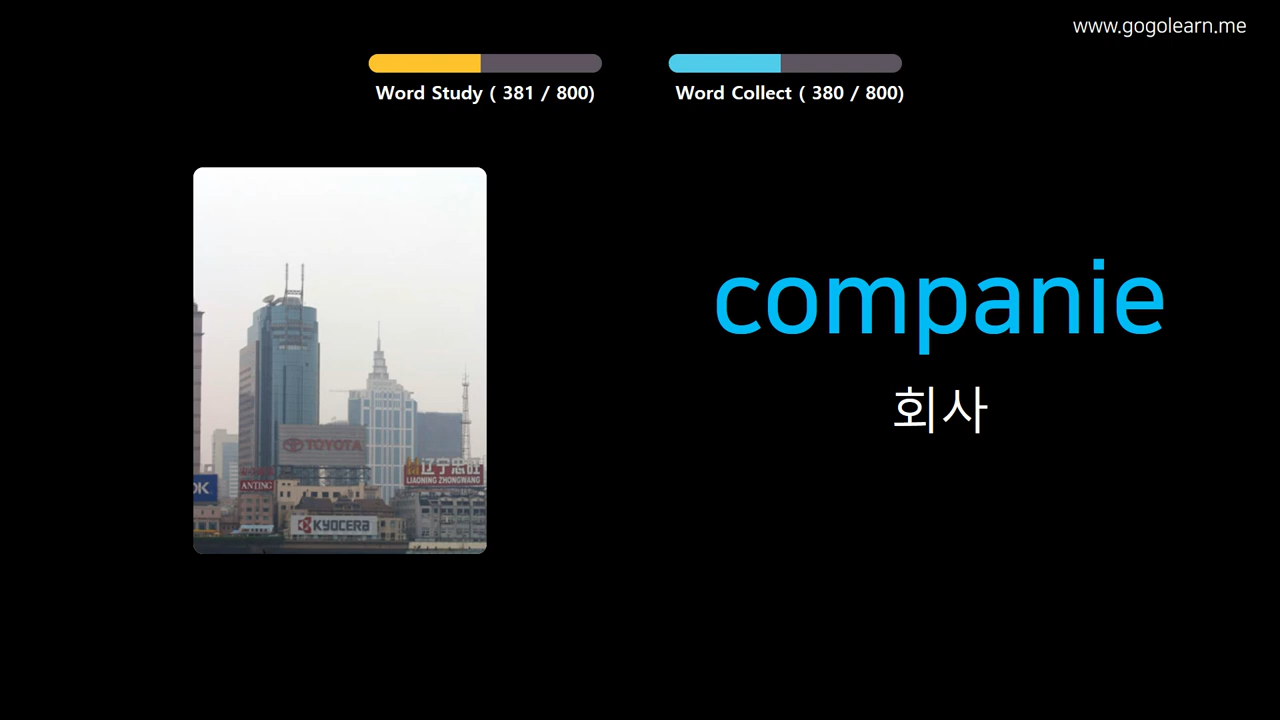 www.gogolearn.me
Word Study ( 381 / 800)
Word Collect ( 380 / 800)
companie
회사
TOYOTA
辽宁忠旺
LIAONING ZHONGWANG
OK
ANTING
KYOCERA